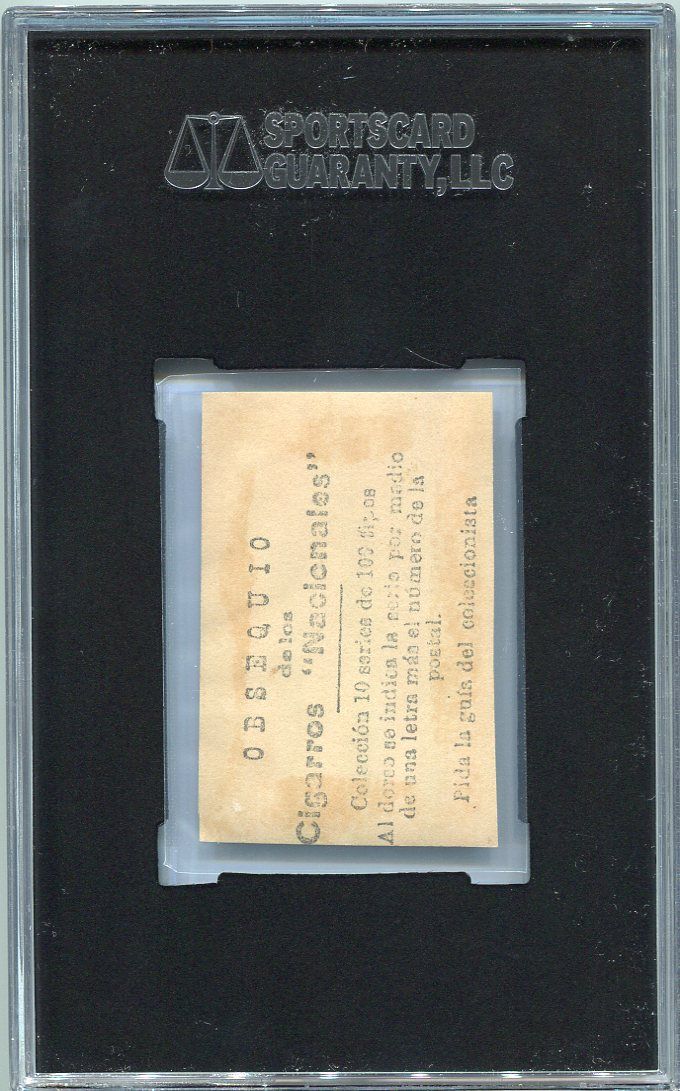 SPORTSCARD
GUARANTY, LLC
OBSEQUIO
de los
Cigarros "Nacionales"
Colección 10 series de 100 tipos
Al dorso se indica la serie por medio
de una letra más el número de la
postal.
Pida la guía del coleccionista